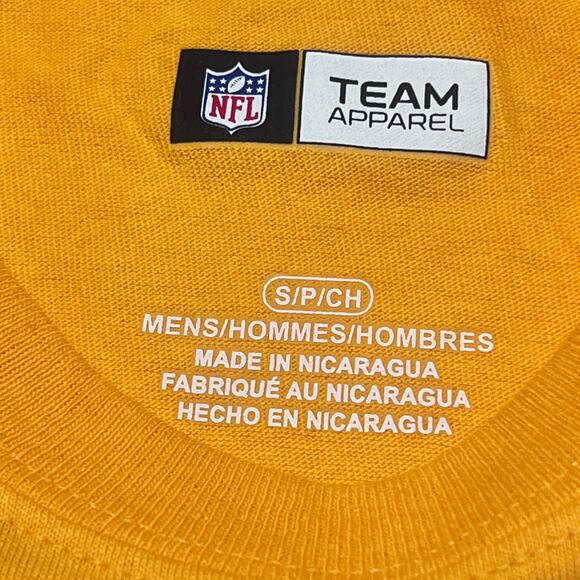 NFL
TEAM
APPAREL
S/P/CH
MENS/HOMMES/HOMBRES
MADE IN NICARAGUA
FABRIQUÉ AU NICARAGUA
HECHO EN NICARAGUA